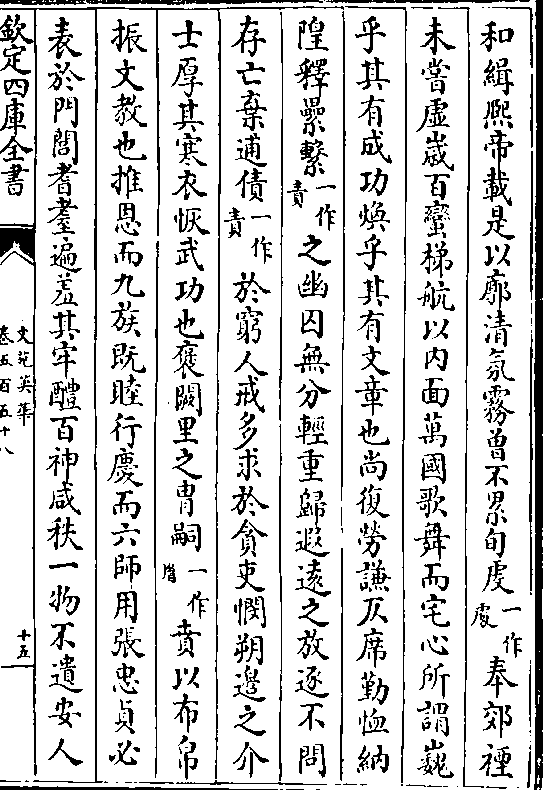 和緝熙帝載是以廓清氛霧曾不累旬虔一作處奉郊禋
未嘗虛歲百蠻梯航以内面萬國歌舞而宅心所謂巍
乎其有成功煥乎其有文章也尚復勞謙仄席勤恤納
隍釋纍繫一作責之幽囚無分輕重歸遐遠之放逐不問
存亡棄逋債一作責於窮人戒多求於貪吏憫朔邊之介
士厚其寒衣恢武功也褒闕里之胄嗣一作𦙍賁以布帛
振文教也推恩而九族既睦行慶而六師用張忠貞必
表於門閭耆耋遍羞其牢醴百神咸秩一物不遺安人
欽定四庫全書
文苑英華
卷五百五十八
十五